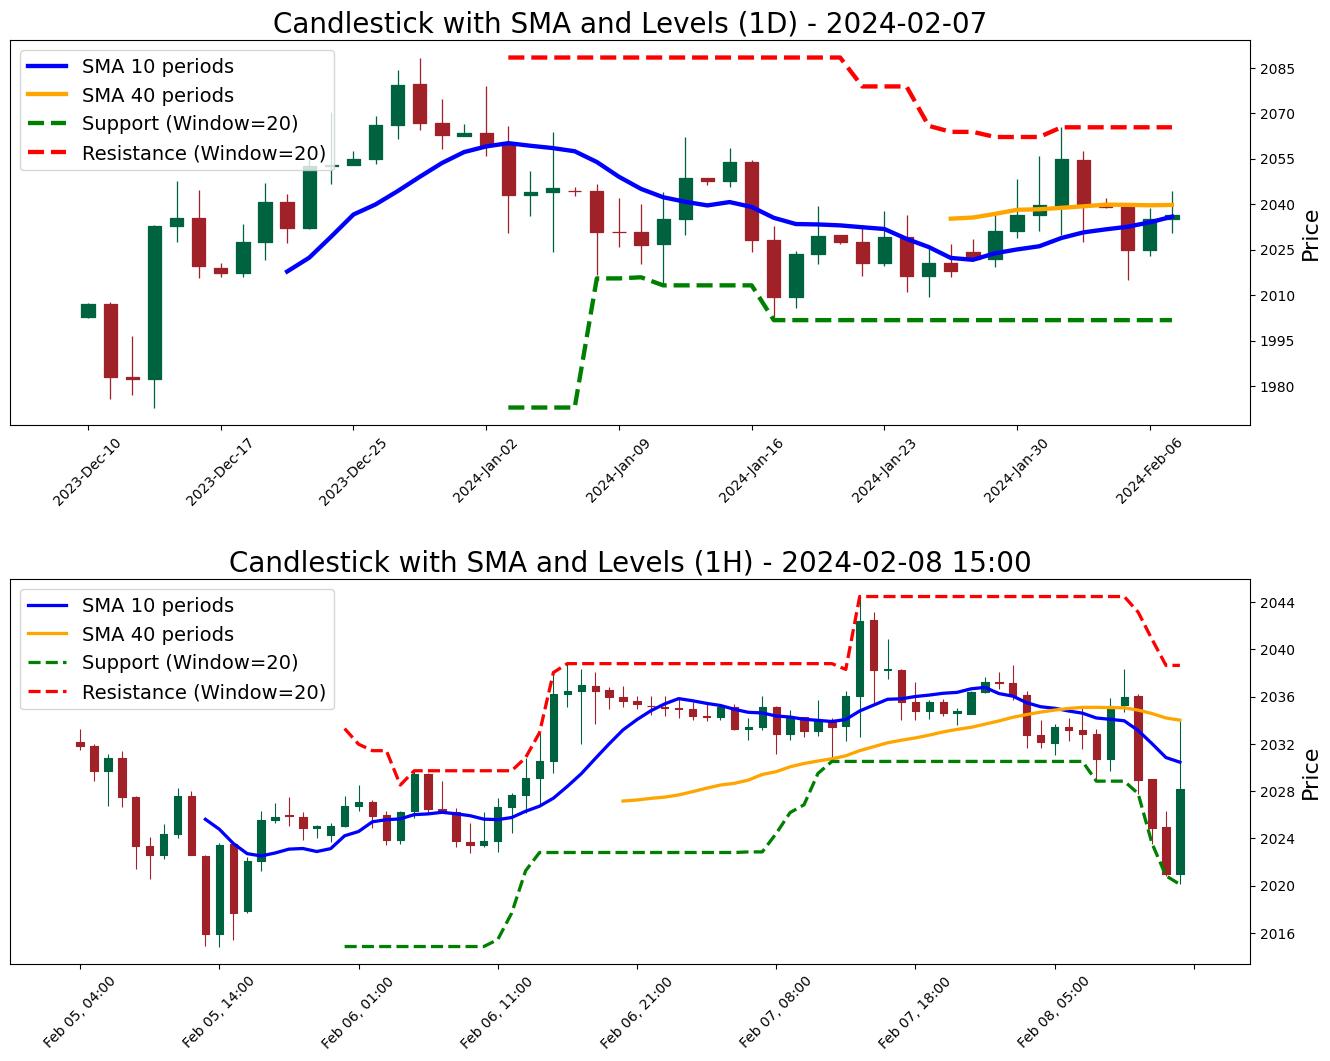 Candlestick with SMA and Levels (1D) - 2024-02-07
SMA 10 periods
SMA 40 periods
Support (Window=20)
Resistance (Window=20)
2085
2070
2055
2040
2025
2010
1995
1980
Price
2023-Dec-10
2023-Dec-17
2023-Dec-25
2024-Jan-02
2024-Jan-09
2024-Jan-16
2024-Jan-23
2024-Jan-30
2024-Feb-06
Candlestick with SMA and Levels (1H) - 2024-02-08 15:00
SMA 10 periods
SMA 40 periods
Support (Window=20)
Resistance (Window=20)
2044
2040
2036
2032
2028
2024
2020
2016
Price
Feb 05, 04:00
Feb 05, 14:00
Feb 06, 01:00
Feb 06, 11:00
Feb 06, 21:00
Feb 07, 08:00
Feb 07, 18:00
Feb 08, 05:00